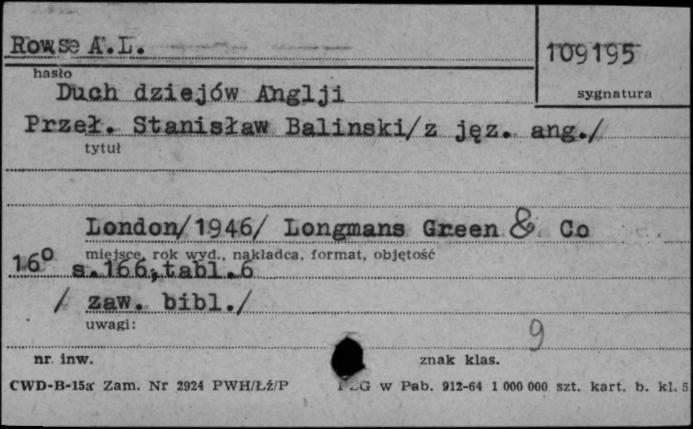 Rowse A.L.
109195
hasło
sygnatura
Duch dziejów Anglji
Przeł. Stanisław Balinski/z jęz. ang./
tytuł
London/1946/ Longmans Green & Co
miejsce, rok wyd., nakładca, format, objętość
16° s.166,tabl.6
/ zaw. bibl./
uwagi:
9
nr. inw.
znak klas.
CWD-B-15a Zam. Nr 2924 PWH/Łź/P
w Pab. 912-64 1 000 000 szt. kart. b. kl. 5